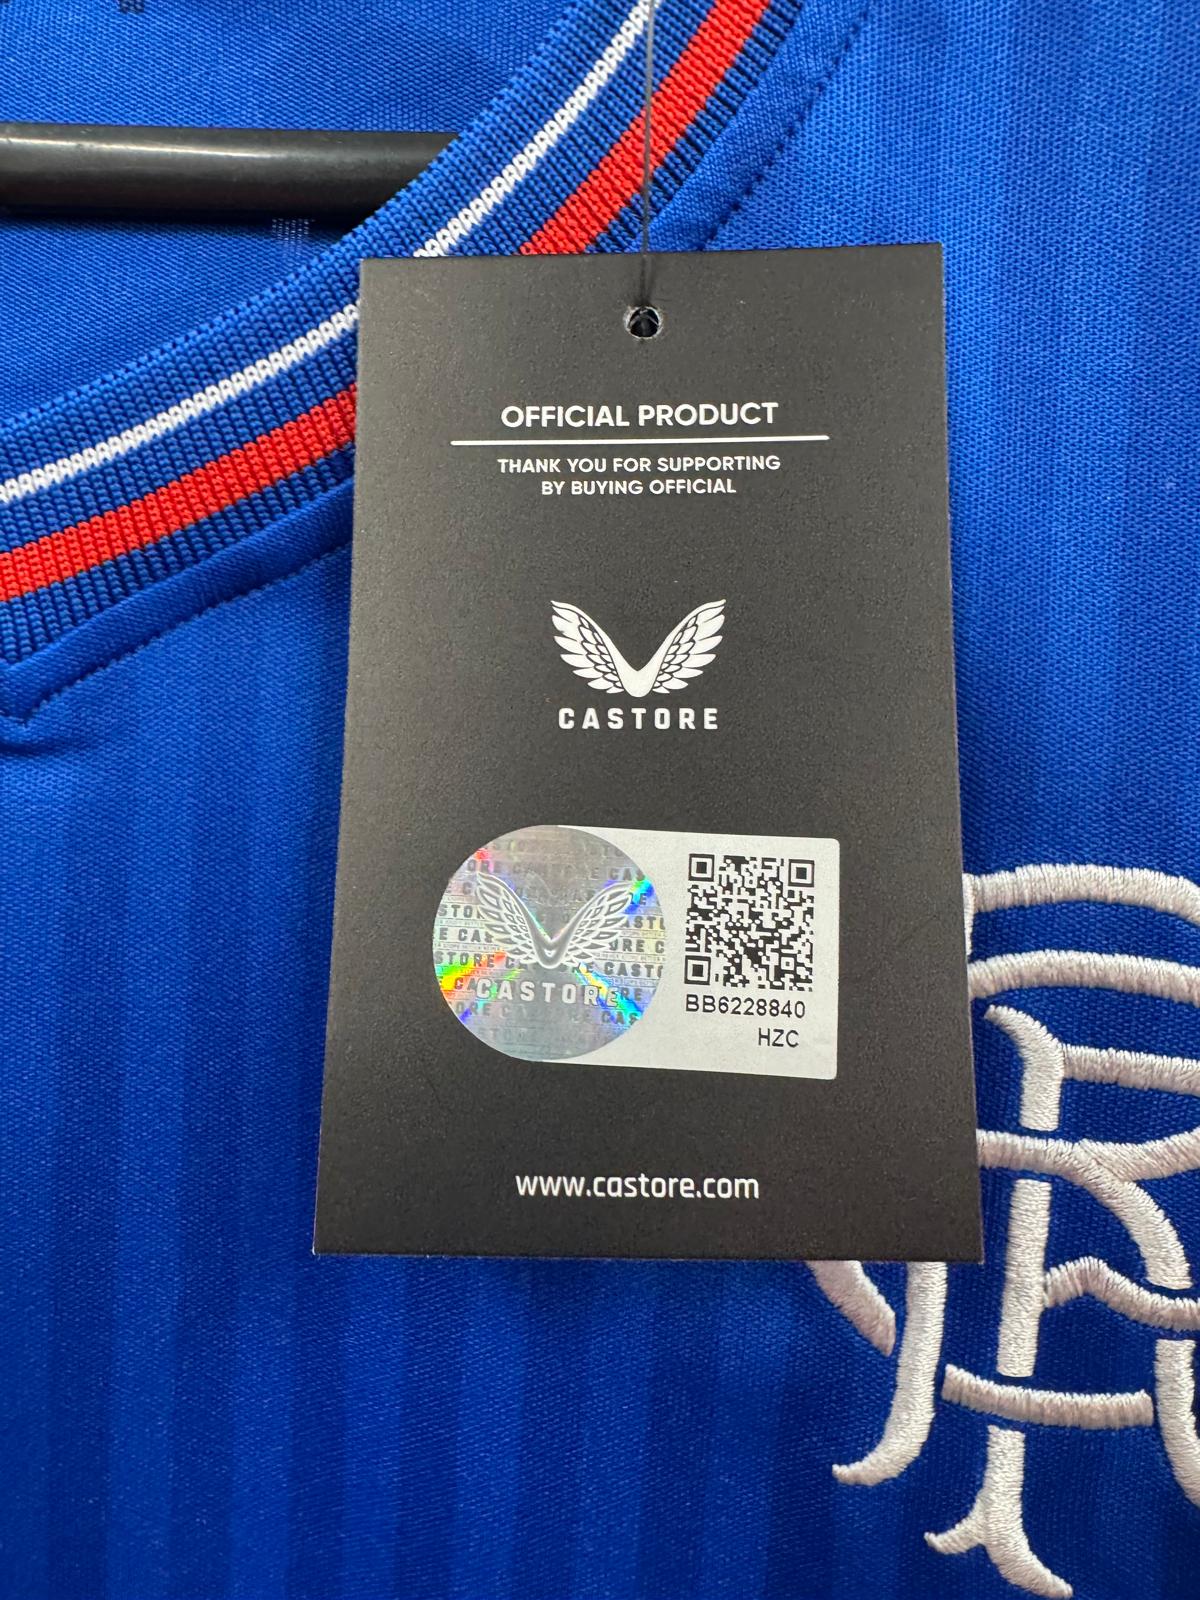 OFFICIAL PRODUCT
THANK YOU FOR SUPPORTING
BY BUYING OFFICIAL
CASTORE
CASTORE
BB6228840
HZC
www.castore.com